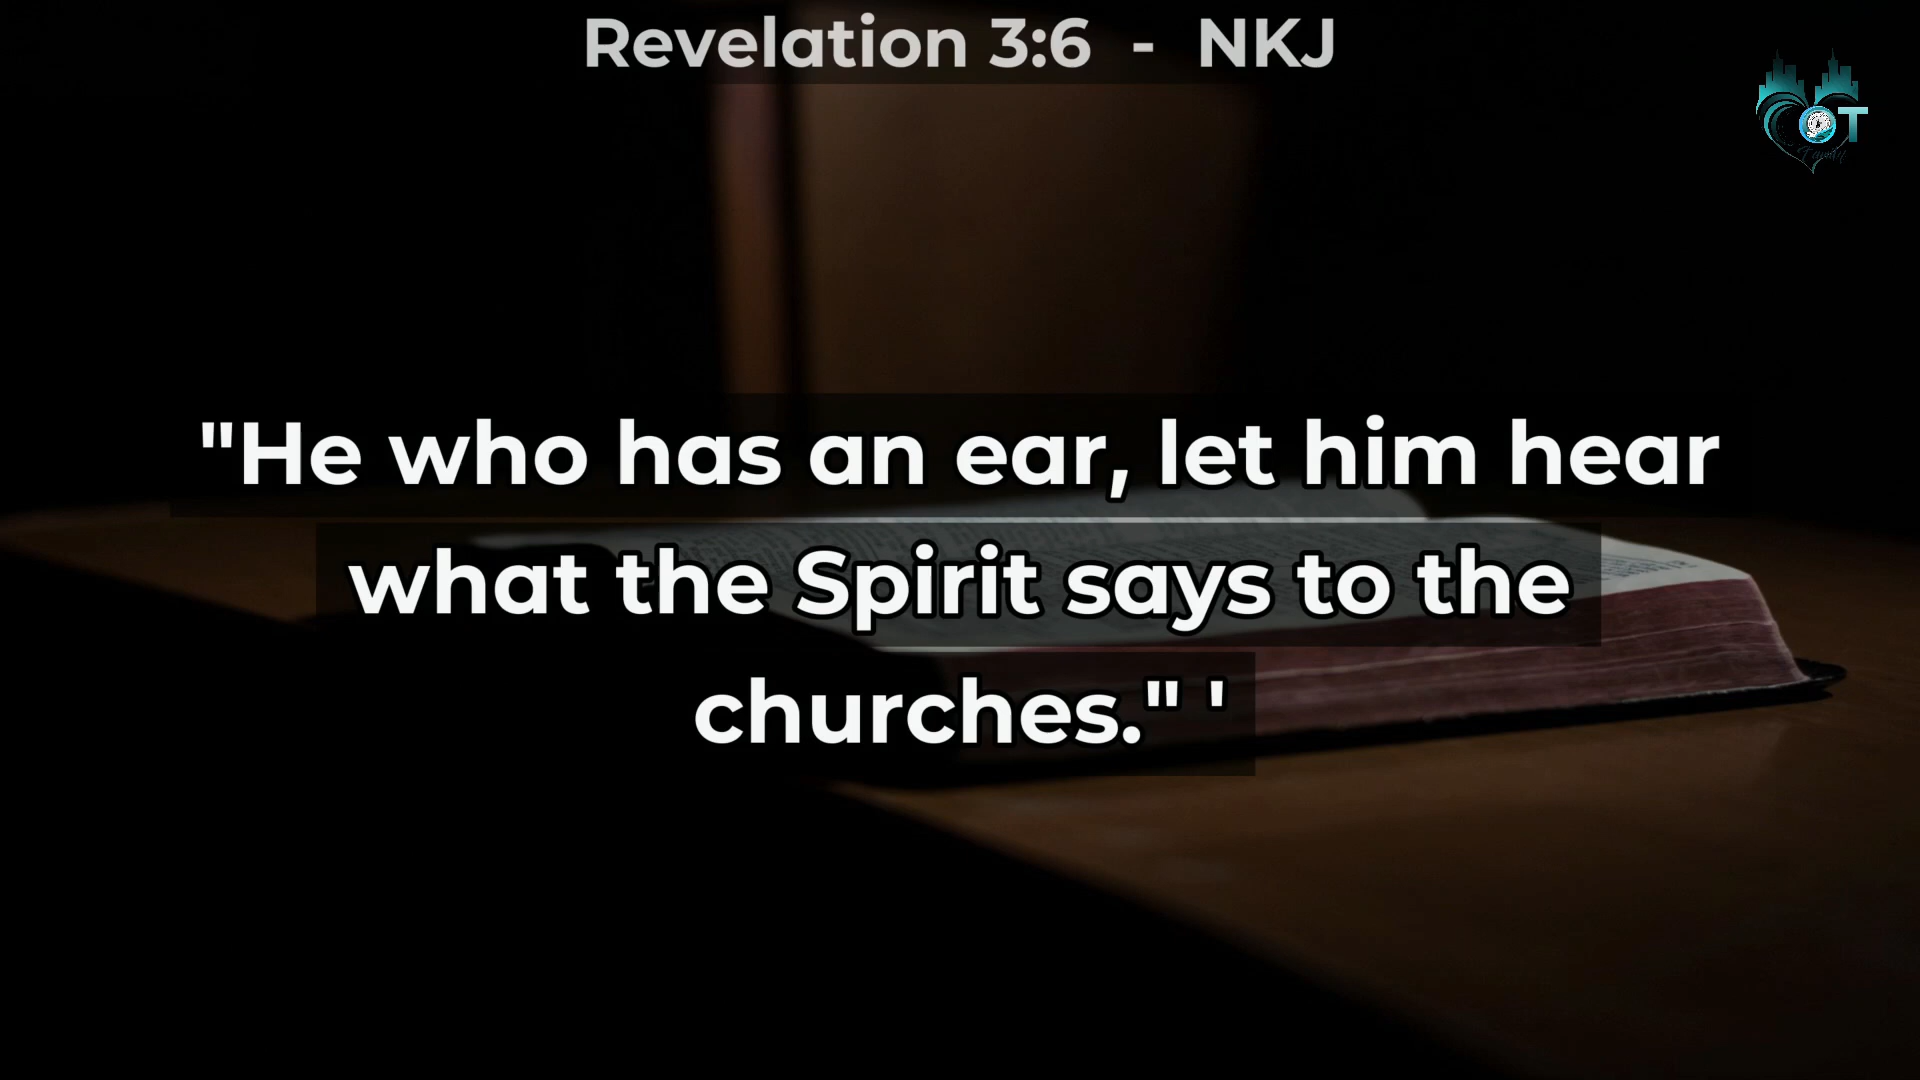 Revelation 3:6 - NKJ
OT
"He who has an ear, let him hear
what the Spirit says to the
churches." '